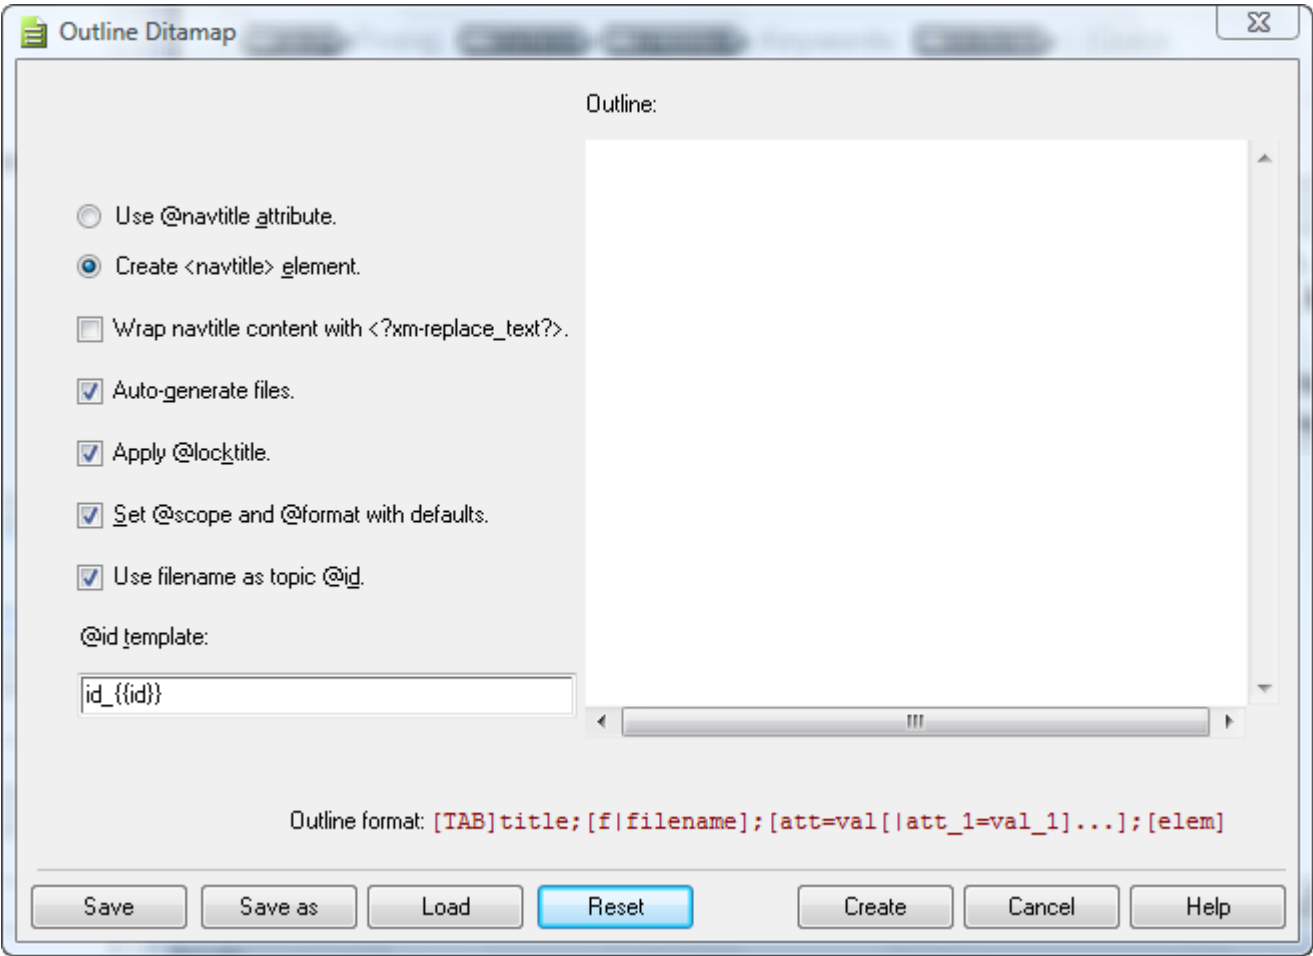 Outline Ditamap
Outline:
Use @navtitle attribute.
Create <navtitle> element.
Wrap navtitle content with <?xm-replace_text?>.
Auto-generate files.
Apply @locktitle.
Set @scope and @format with defaults.
Use filename as topic @id.
@id template:
id_{{id}}
Outline format: [TAB]title;[f|filename];[att=val[|att_1=val_1]...];[elem]
Save Save as Load Reset Create Cancel Help